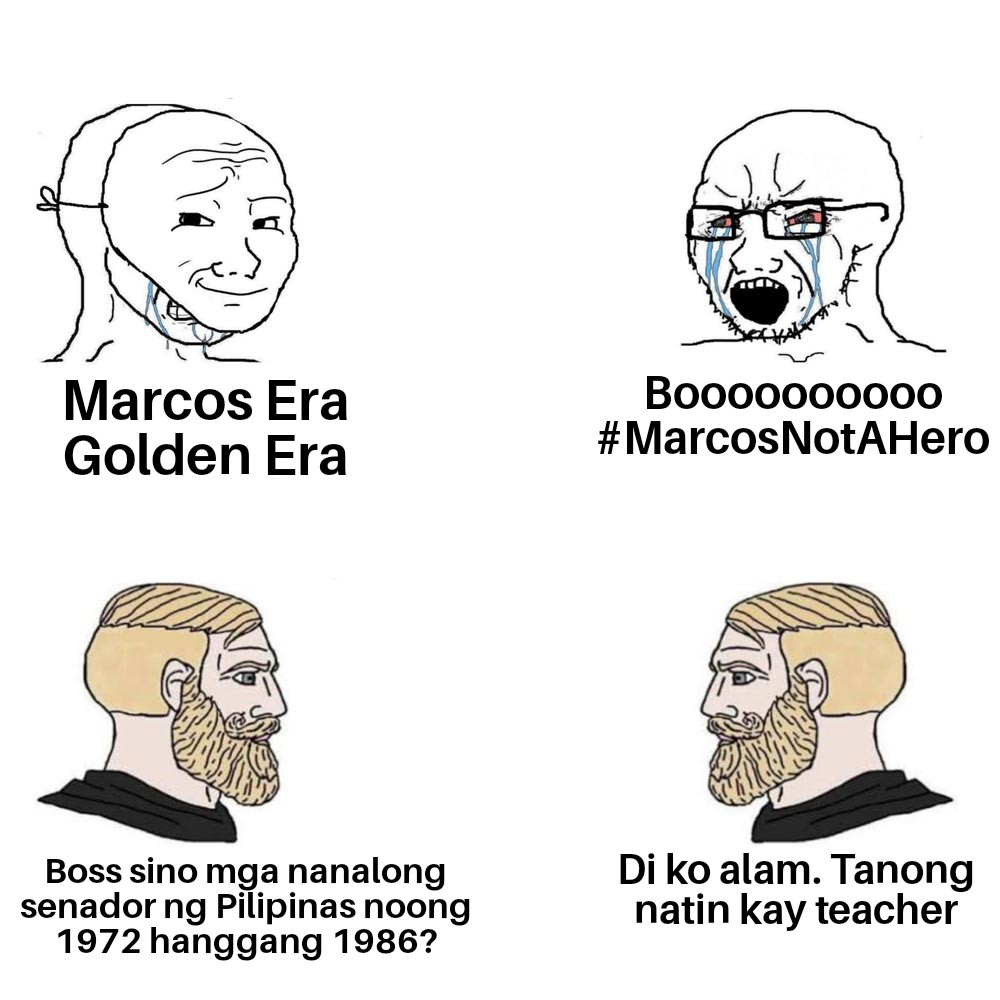 Marcos Era
Golden Era
Boooooooooo
#MarcosNotAHero
Boss sino mga nanalong
senador ng Pilipinas noong
1972 hanggang 1986?
Di ko alam. Tanong
natin kay teacher